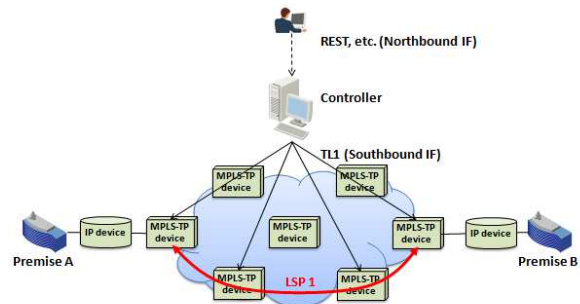 REST, etc. (Northbound IF)
Controller
TL1 (Southbound IF)
MPLS-TP
device
MPLS-TP
device
IP device
MPLS-TP
device
MPLS-TP
device
MPLS-TP
device
IP device
Premise A
Premise B
MPLS-TP
device
LSP 1
MPLS-TP
device